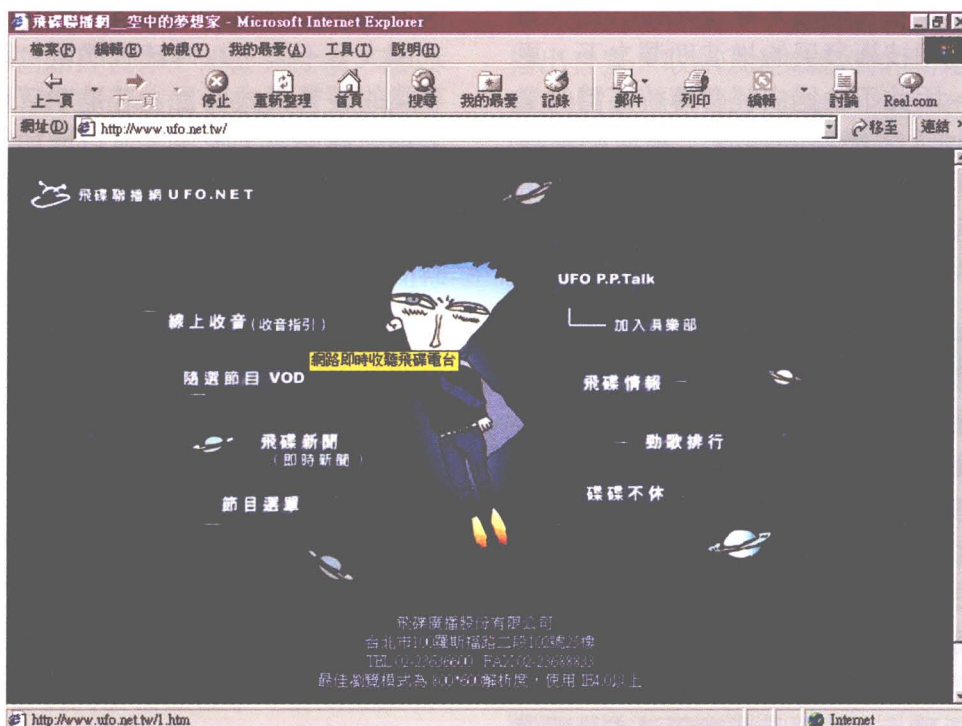 飛碟聯播網__空中的夢想家 - Microsoft Internet Explorer
檔案(F) 編輯(E) 檢視(V) 我的最愛(A) 工具(T) 說明(H)
上一頁 下一頁 停止 重新整理 首頁 搜尋 我的最愛 記錄 郵件 列印 編輯 討論 Real.com
網址(D) http://www.ufo.net.tw/ 移至 連結
飛碟聯播網 UFO.NET
線上收音(收音指引)
網路即時收聽飛碟電台
隨選節目 VOD
飛碟新聞
(即時新聞)
節目選單
UFO P.P.Talk
加入俱樂部
飛碟情報
勁歌排行
碟碟不休
飛碟廣播股份有限公司
台北市100羅斯福路二段102號25樓
TEL:02-23636600 FAX:02-23688833
最佳瀏覽模式為 800*600 解析度，使用 IE4.0以上
http://www.ufo.net.tw/1.htm Internet